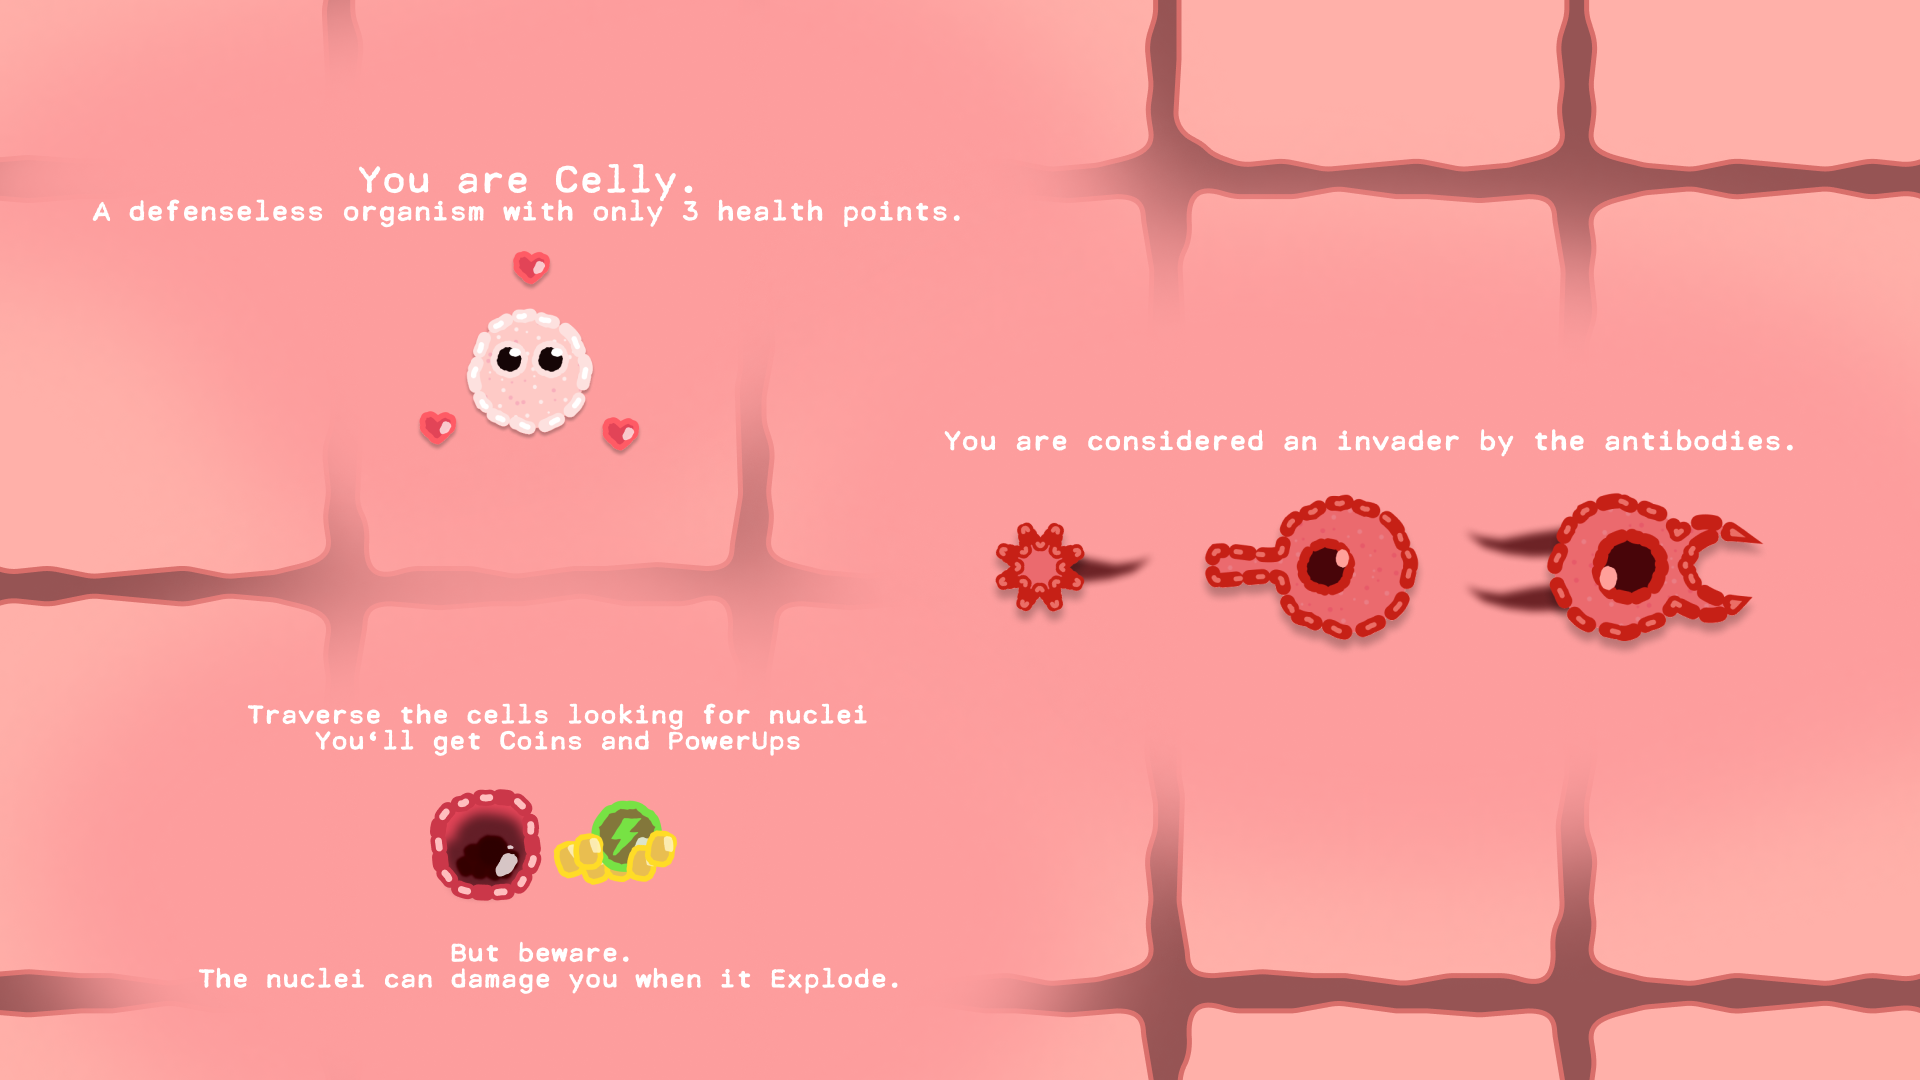 You are Celly.
A defenseless organism with only 3 health points.
You are considered an invader by the antibodies.
Traverse the cells looking for nuclei
You‘ll get Coins and PowerUps
But beware.
The nuclei can damage you when it Explode.